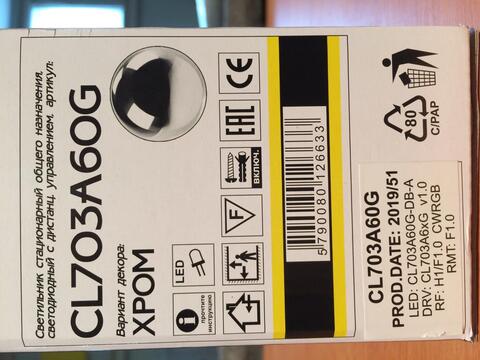 Светильник стационарный общего назначения,
светодиодный с дистанц. управлением, артикул:
CL703A60G
Вариант декора:
ХРОМ
LED
i
прочтите
инструкцию
F
ВКЛЮЧ.
EAC
CE
5 790080 126633
80
C/PAP
CL703A60G
PROD.DATE: 2019/51
LED: CL703A60G-DB-A
DRV: CL703A6xG v1.0
RF: H1/F1.0 CWRGB
RMT: F1.0